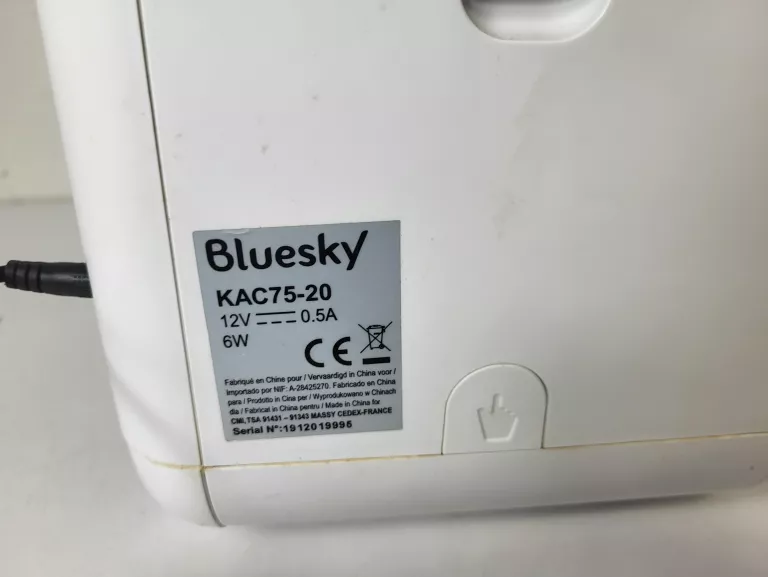 Bluesky
KAC75-20
12V 0.5A
6W
CE
Fabriqué en Chine pour / Vervaardigd in China voor /
Importado por NIF: A-28425270. Fabricado en China
para / Prodotto in Cina per / Wyprodukowano w Chinach
dla / Fabricat in China pentru / Made in China for
CMI,TSA 91431 – 91343 MASSY CEDEX-FRANCE
Serial N°:1912019995